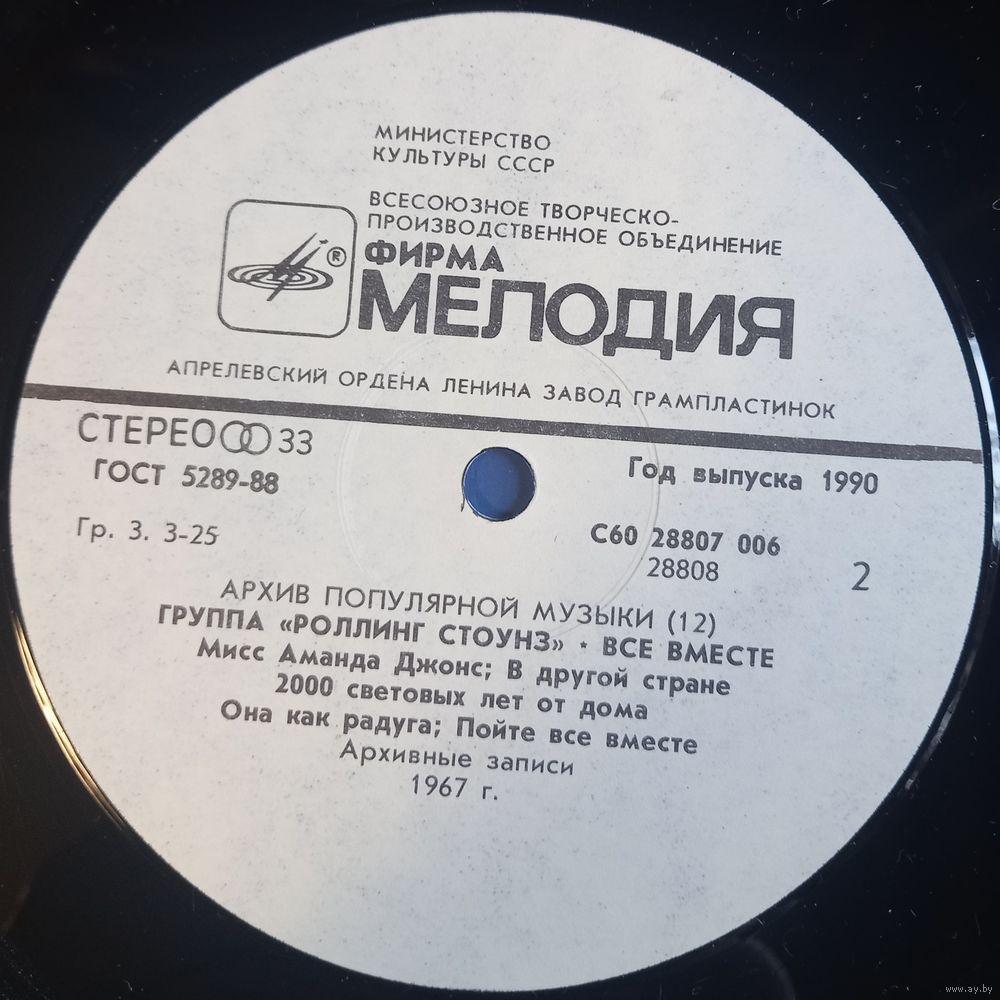 МИНИСТЕРСТВО
КУЛЬТУРЫ СССР
ВСЕСОЮЗНОЕ ТВОРЧЕСКО-
ПРОИЗВОДСТВЕННОЕ ОБЪЕДИНЕНИЕ
ФИРМА
®
МЕЛОДИЯ
АПРЕЛЕВСКИЙ ОРДЕНА ЛЕНИНА ЗАВОД ГРАМПЛАСТИНОК
СТЕРЕО 33
ГОСТ 5289-88
Год выпуска 1990
Гр. 3. 3-25
С60 28807 006
28808
2
АРХИВ ПОПУЛЯРНОЙ МУЗЫКИ (12)
ГРУППА «РОЛЛИНГ СТОУНЗ» • ВСЕ ВМЕСТЕ
Мисс Аманда Джонс; В другой стране
2000 световых лет от дома
Она как радуга; Пойте все вместе
Архивные записи
1967 г.
www.ay.by